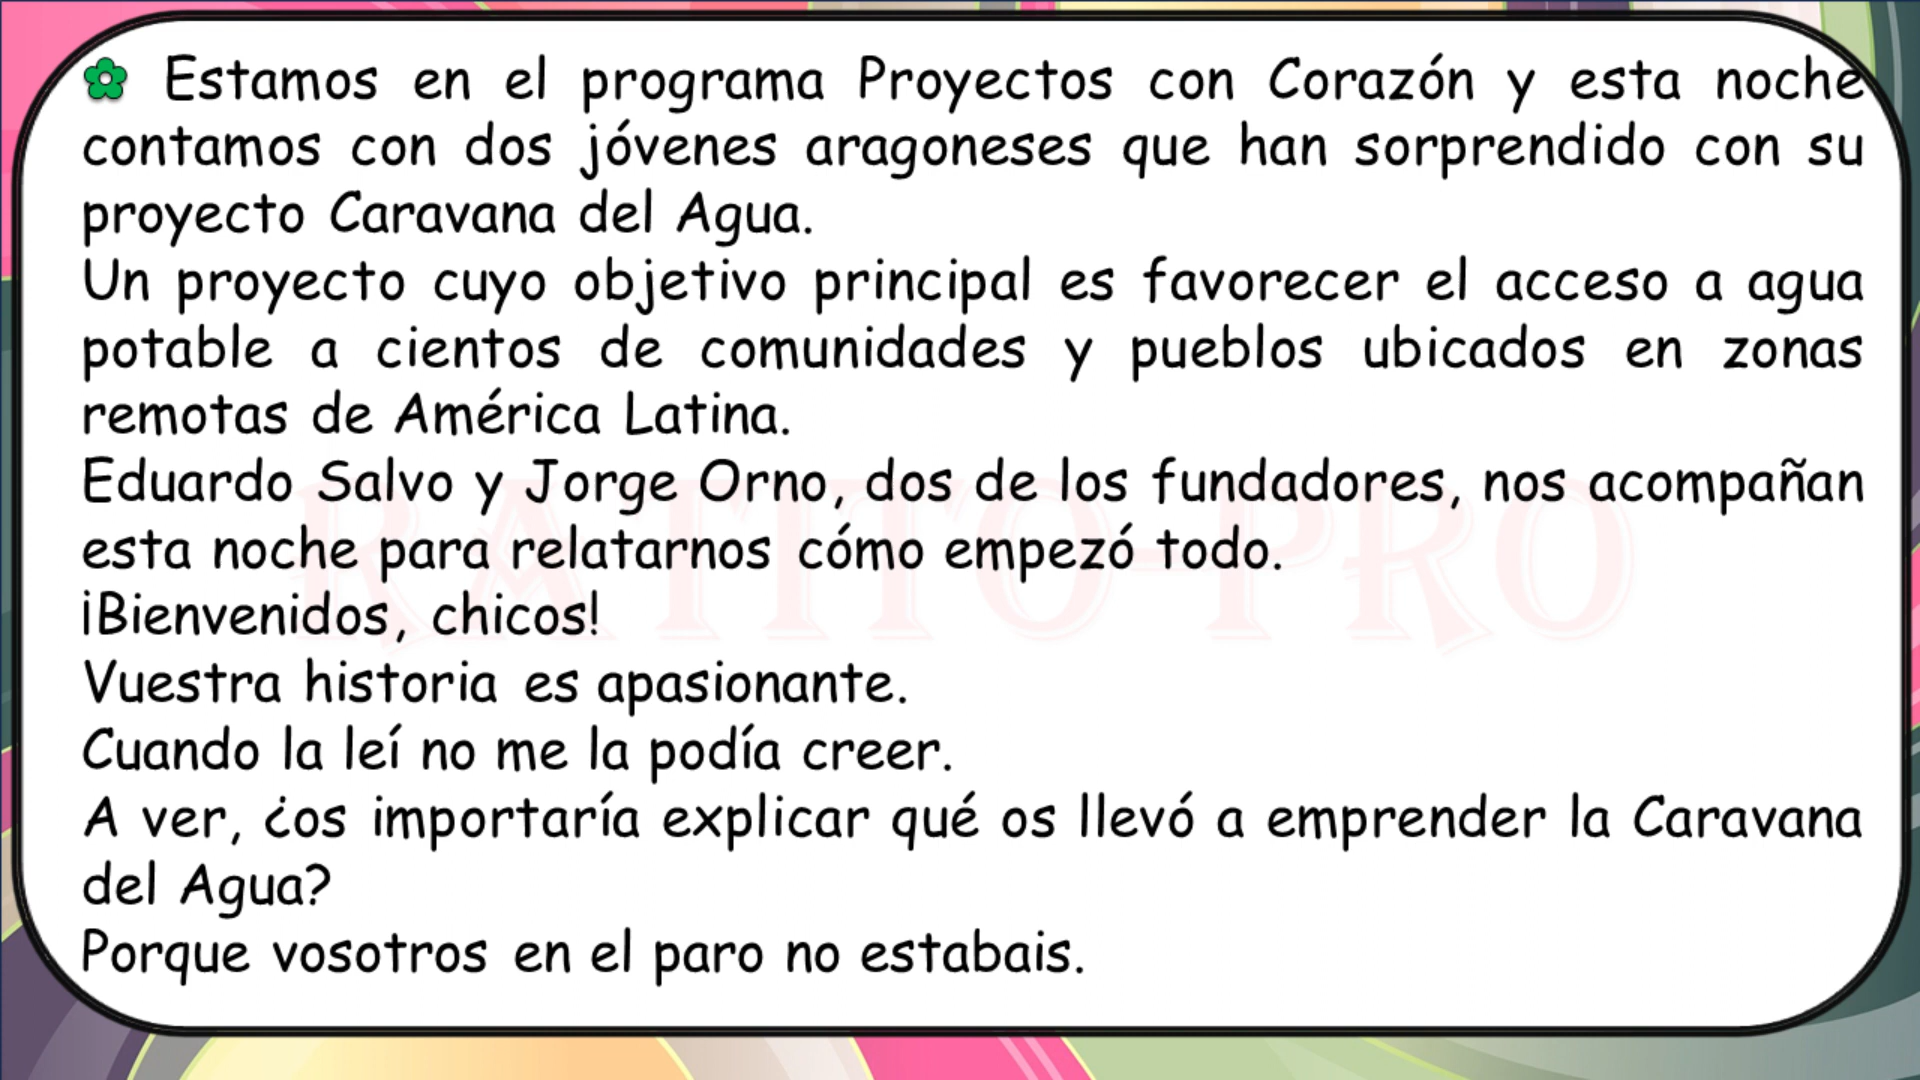 Estamos en el programa Proyectos con Corazón y esta noche
contamos con dos jóvenes aragoneses que han sorprendido con su
proyecto Caravana del Agua.
Un proyecto cuyo objetivo principal es favorecer el acceso a agua
potable a cientos de comunidades y pueblos ubicados en zonas
remotas de América Latina.
Eduardo Salvo y Jorge Orno, dos de los fundadores, nos acompañan
esta noche para relatarnos cómo empezó todo.
¡Bienvenidos, chicos!
Vuestra historia es apasionante.
Cuando la leí no me la podía creer.
A ver, ¿os importaría explicar qué os llevó a emprender la Caravana
del Agua?
Porque vosotros en el paro no estabais.
RATITO-PRO